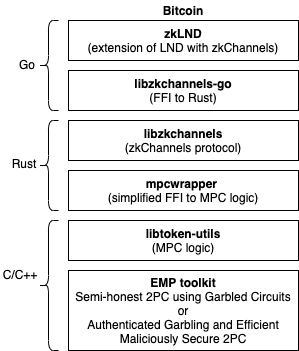 Bitcoin
Go
zkLND
(extension of LND with zkChannels)
libzkchannels-go
(FFI to Rust)
Rust
libzkchannels
(zkChannels protocol)
mpcwrapper
(simplified FFI to MPC logic)
C/C++
libtoken-utils
(MPC logic)
EMP toolkit
Semi-honest 2PC using Garbled Circuits
or
Authenticated Garbling and Efficient
Maliciously Secure 2PC